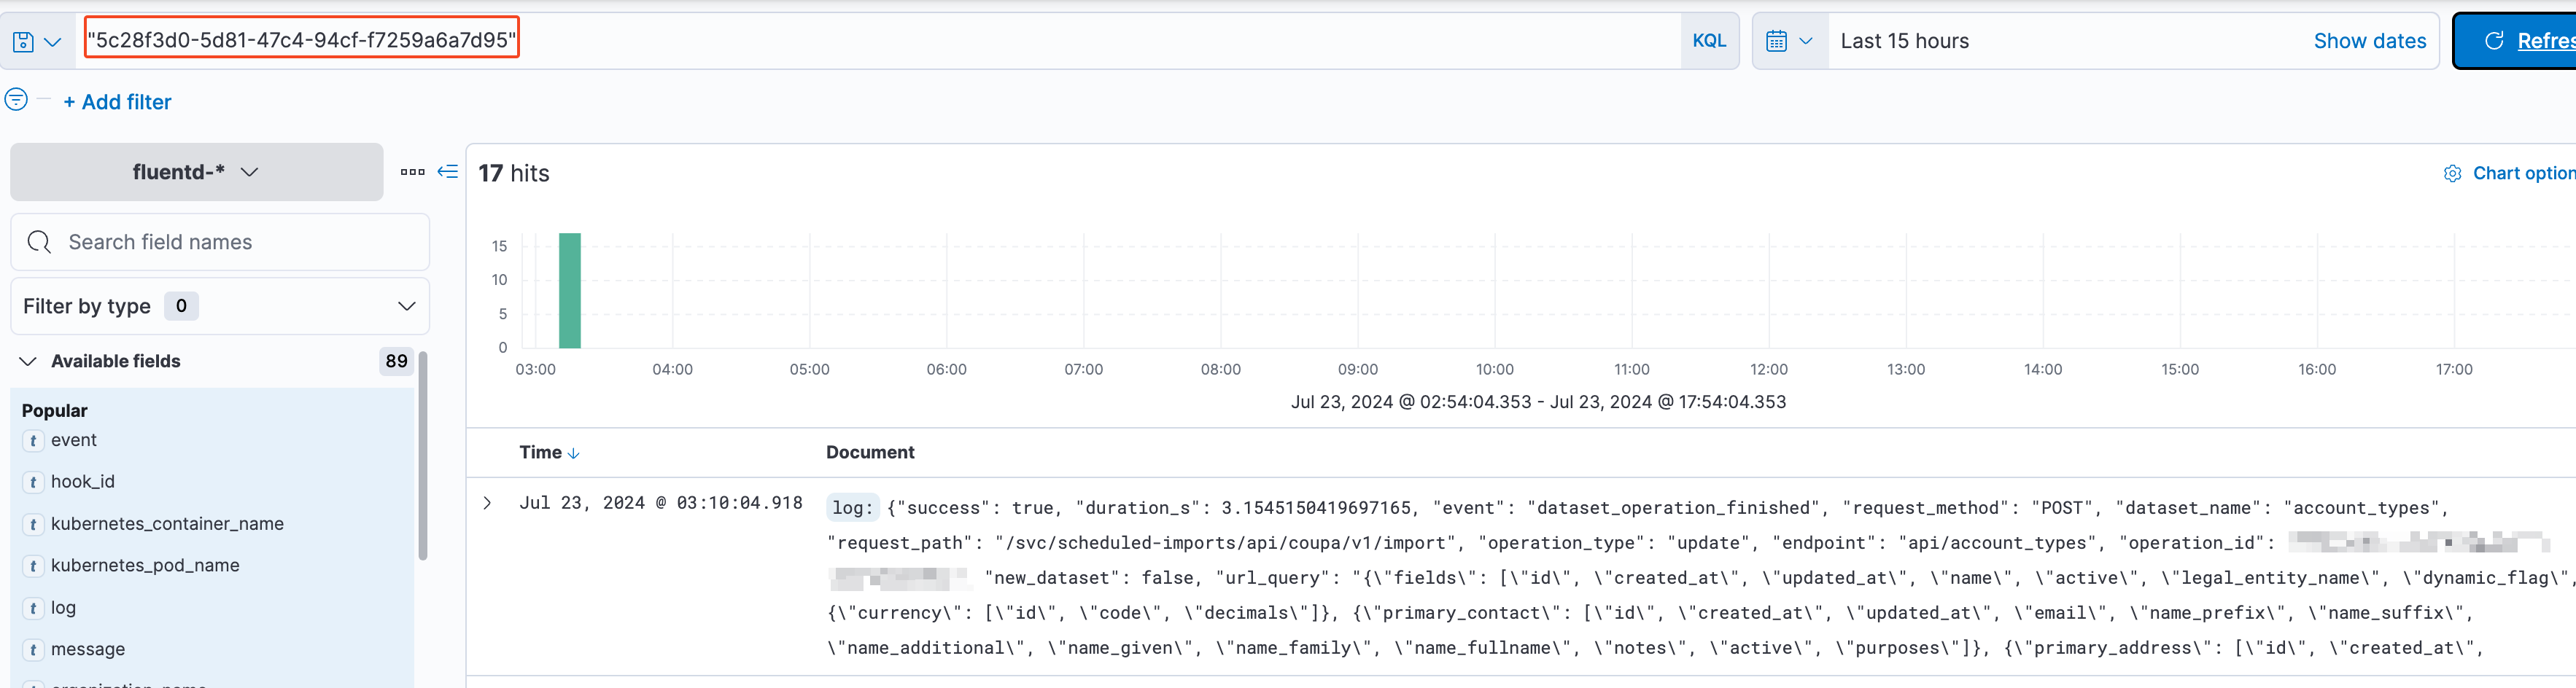 "5c28f3d0-5d81-47c4-94cf-f7259a6a7d95"
KQL
Last 15 hours
Show dates
Refres
+ Add filter
fluentd-*
17 hits
Chart option
Search field names
Filter by type 0
Available fields 89
Popular
t event
t hook_id
t kubernetes_container_name
t kubernetes_pod_name
t log
t message
15
10
5
0
03:00 04:00 05:00 06:00 07:00 08:00 09:00 10:00 11:00 12:00 13:00 14:00 15:00 16:00 17:00
Jul 23, 2024 @ 02:54:04.353 - Jul 23, 2024 @ 17:54:04.353
Time Document
Jul 23, 2024 @ 03:10:04.918
log: {"success": true, "duration_s": 3.1545150419697165, "event": "dataset_operation_finished", "request_method": "POST", "dataset_name": "account_types",
"request_path": "/svc/scheduled-imports/api/coupa/v1/import", "operation_type": "update", "endpoint": "api/account_types", "operation_id":
"new_dataset": false, "url_query": "{\"fields\": [\"id\", \"created_at\", \"updated_at\", \"name\", \"active\", \"legal_entity_name\", \"dynamic_flag\",
{\"currency\": [\"id\", \"code\", \"decimals\"]}, {\"primary_contact\": [\"id\", \"created_at\", \"updated_at\", \"email\", \"name_prefix\", \"name_suffix\",
\"name_additional\", \"name_given\", \"name_family\", \"name_fullname\", \"notes\", \"active\", \"purposes\"]}, {\"primary_address\": [\"id\", \"created_at\",